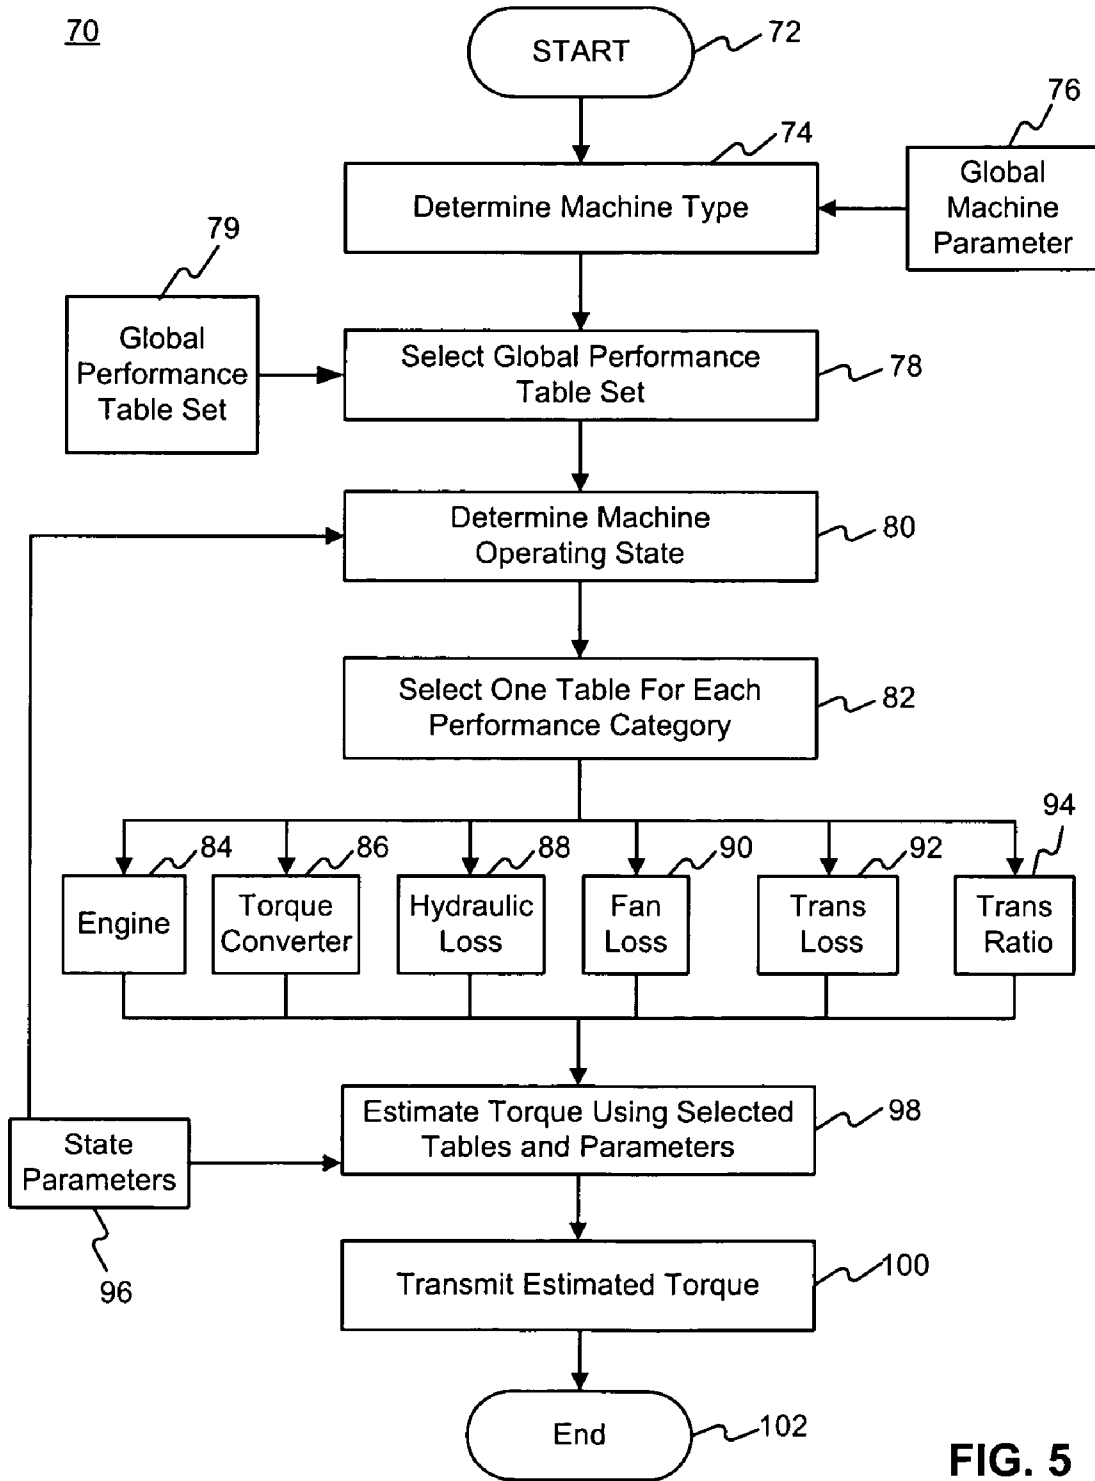 70
START
72
76
74
Determine Machine Type
Global
Machine
Parameter
79
Global
Performance
Table Set
Select Global Performance
Table Set
78
Determine Machine
Operating State
80
Select One Table For Each
Performance Category
82
84
86
88
90
92
94
Engine
Torque
Converter
Hydraulic
Loss
Fan
Loss
Trans
Loss
Trans
Ratio
State
Parameters
96
Estimate Torque Using Selected
Tables and Parameters
98
Transmit Estimated Torque
100
End
102
FIG. 5